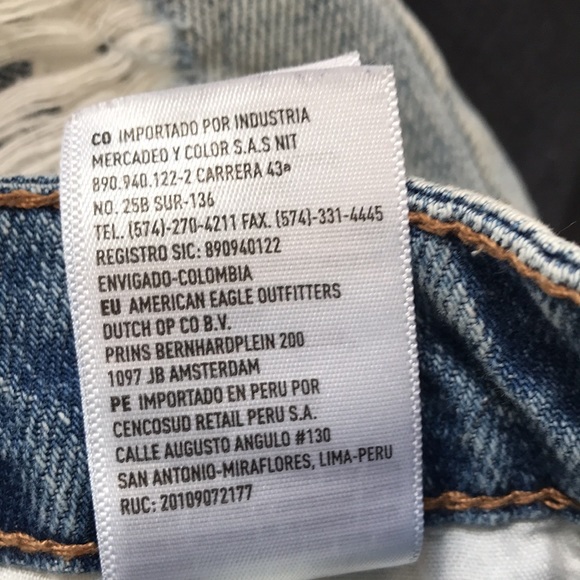 CO IMPORTADO POR INDUSTRIA
MERCADEO Y COLOR S.A.S NIT
890.940.122-2 CARRERA 43ª
NO. 25B SUR-136
TEL. (574)-270-4211 FAX. (574)-331-4445
REGISTRO SIC: 890940122
ENVIGADO-COLOMBIA
EU AMERICAN EAGLE OUTFITTERS
DUTCH OP CO B.V.
PRINS BERNHARDPLEIN 200
1097 JB AMSTERDAM
PE IMPORTADO EN PERU POR
CENCOSUD RETAIL PERU S.A.
CALLE AUGUSTO ANGULO #130
SAN ANTONIO-MIRAFLORES, LIMA-PERU
RUC: 20109072177